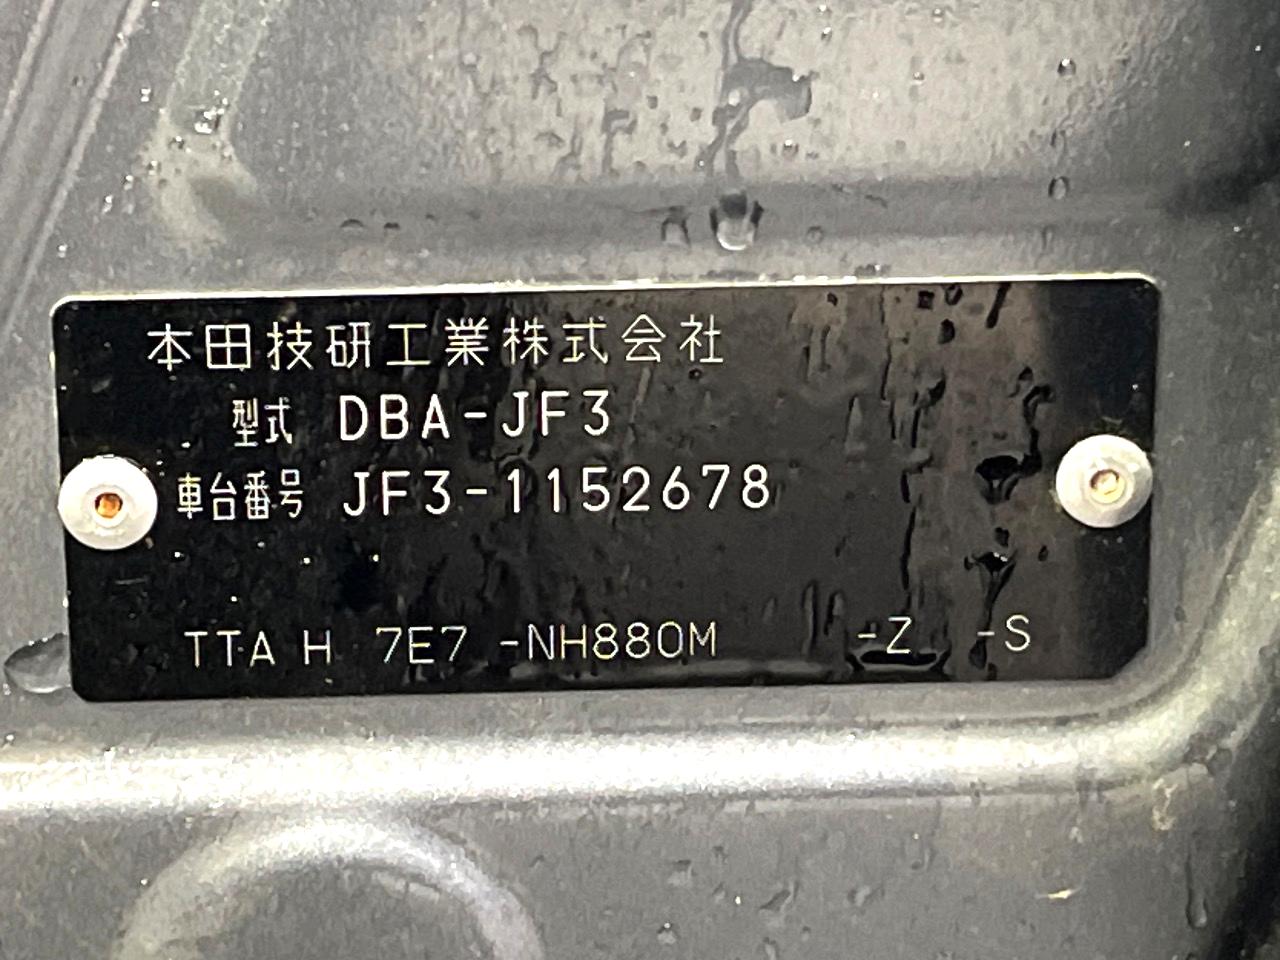 本田技研工業株式会社
型式 DBA-JF3
車台番号 JF3-1152678
TTA H 7E7 -NH880M -Z -S